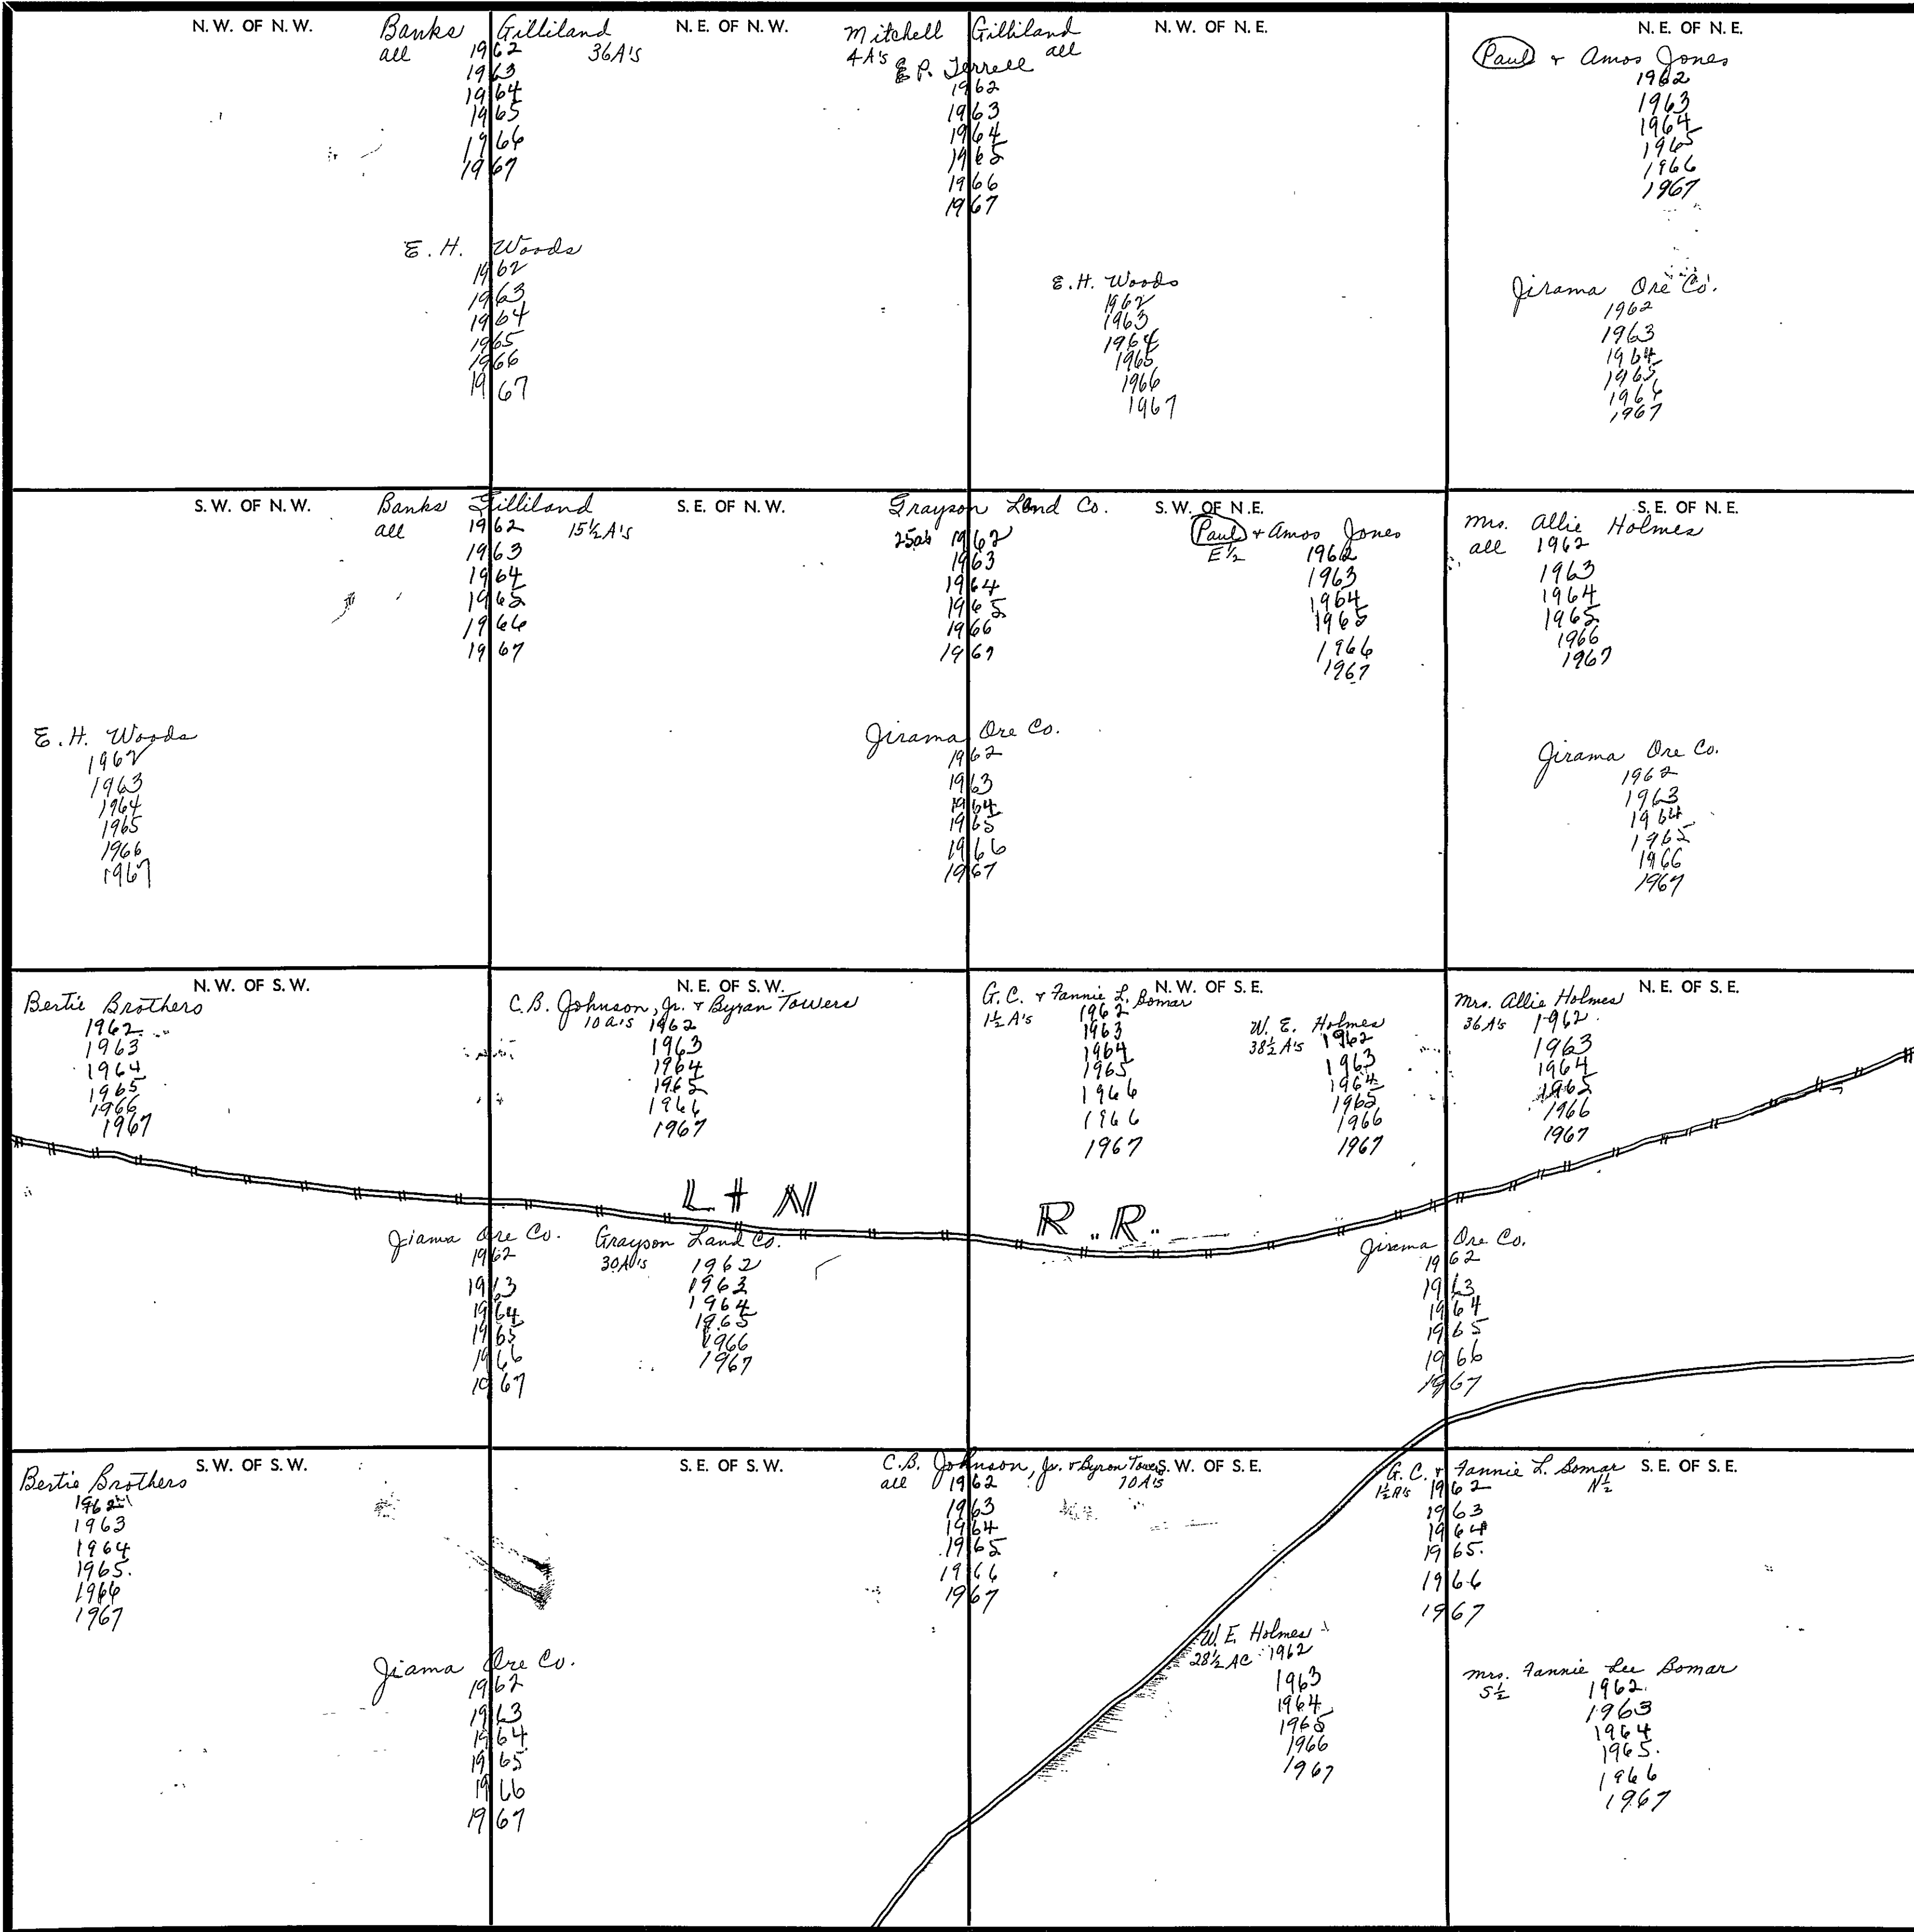 N. W. OF N. W.
Banks Gilliland
all 1962 36A's
1963
1964
1965
1966
1967
E. H. Woods
1962
1963
1964
1965
1966
1967
N. E. OF N. W.
Mitchell Gilliland
4A's all
& P. Terrell
1962
1963
1964
1965
1966
1967
N. W. OF N. E.
E. H. Woods
1962
1963
1964
1965
1966
1967
N. E. OF N. E.
Paul & Amos Jones
1962
1963
1964
1965
1966
1967
Jirama Ore Co.
1962
1963
1964
1965
1966
1967
S. W. OF N. W.
Banks Gilliland
all 1962 15½A's
1963
1964
1965
1966
1967
E. H. Woods
1962
1963
1964
1965
1966
1967
S. E. OF N. W.
Grayson Land Co.
25as 1962
1963
1964
1965
1966
1967
Jirama Ore Co.
1962
1963
1964
1965
1966
1967
S. W. OF N. E.
Paul & Amos Jones
E½ 1962
1963
1964
1965
1966
1967
S. E. OF N. E.
Mrs. Allie Holmes
all 1962
1963
1964
1965
1966
1967
Jirama Ore Co.
1962
1963
1964
1965
1966
1967
N. W. OF S. W.
Bertie Brothers
1962
1963
1964
1965
1966
1967
Jiama Ore Co.
1962
1963
1964
1965
1966
1967
N. E. OF S. W.
C.B. Johnson, Jr. & Byran Towers
10a's 1962
1963
1964
1965
1966
1967
L + N R.R.
Grayson Land Co.
30A's 1962
1963
1964
1965
1966
1967
N. W. OF S. E.
G. C. & Fannie L. Bomar
1½ A's 1962
1963
1964
1965
1966
1966
1967
W. E. Holmes
38½ A's 1962
1963
1964
1965
1966
1967
N. E. OF S. E.
Mrs. Allie Holmes
36A's 1962
1963
1964
1965
1966
1967
Jirama Ore Co.
1962
1963
1964
1965
1966
1967
S. W. OF S. W.
Bertie Brothers
1962
1963
1964
1965
1966
1967
Jiama Ore Co.
1962
1963
1964
1965
1966
1967
S. E. OF S. W.
C.B. Johnson, Jr. & Byron Towers
all 1962 10A's
1963
1964
1965
1966
1967
S. W. OF S. E.
W. E. Holmes
28½ AC 1962
1963
1964
1965
1966
1967
G. C. & Fannie L. Bomar
1½A's 1962 N½
1963
1964
1965
1966
1967
S. E. OF S. E.
Mrs. Fannie Lee Bomar
S½ 1962
1963
1964
1965
1966
1967